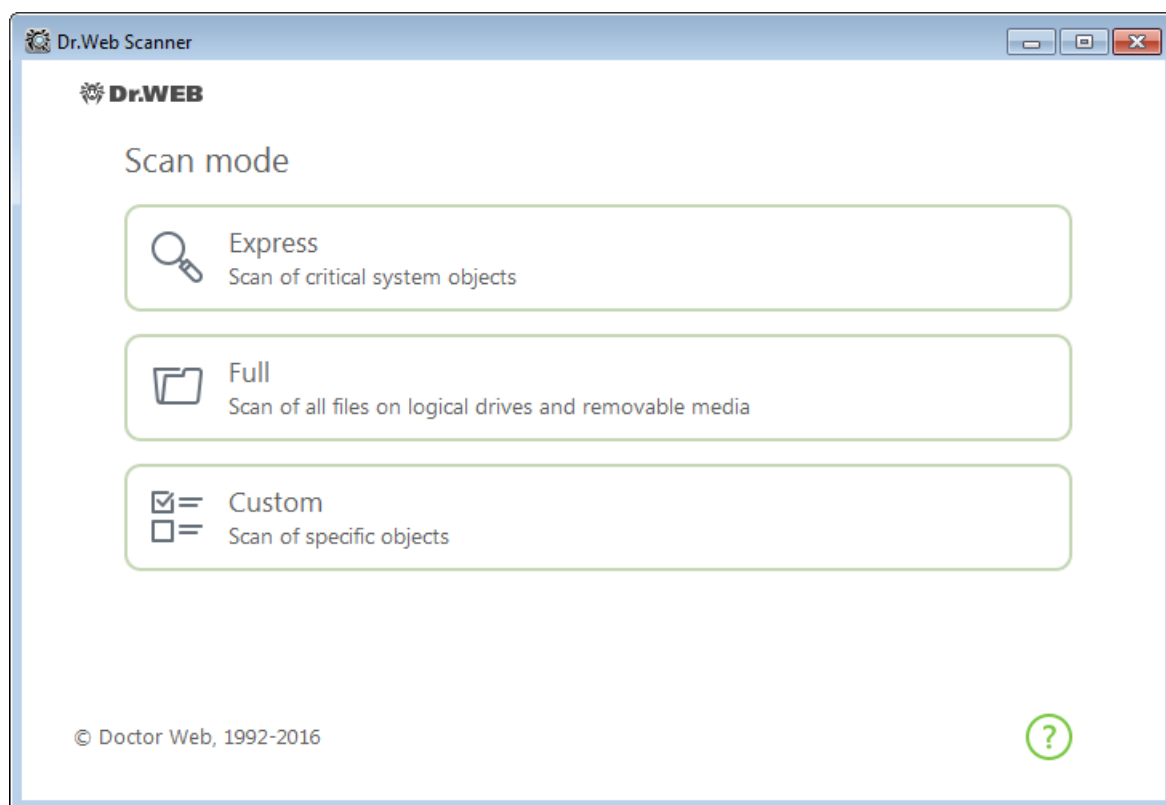 Dr.Web Scanner
Dr.WEB
Scan mode
Express
Scan of critical system objects
Full
Scan of all files on logical drives and removable media
Custom
Scan of specific objects
© Doctor Web, 1992-2016
?